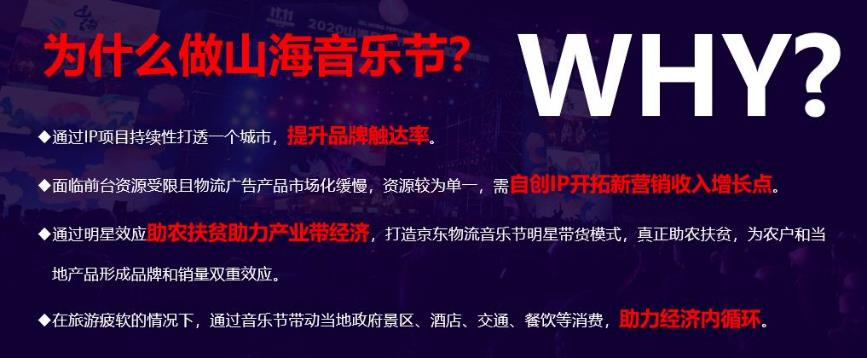 为什么做山海音乐节？
WHY?
◆通过IP项目持续性打透一个城市，提升品牌触达率。
◆面临前台资源受限且物流广告产品市场化缓慢，资源较为单一，需自创IP开拓新营销收入增长点。
◆通过明星效应助农扶贫助力产业带经济，打造京东物流音乐节明星带货模式，真正助农扶贫，为农户和当
地产品形成品牌和销量双重效应。
◆在旅游疲软的情况下，通过音乐节带动当地政府景区、酒店、交通、餐饮等消费，助力经济内循环。
11.11
2020山海